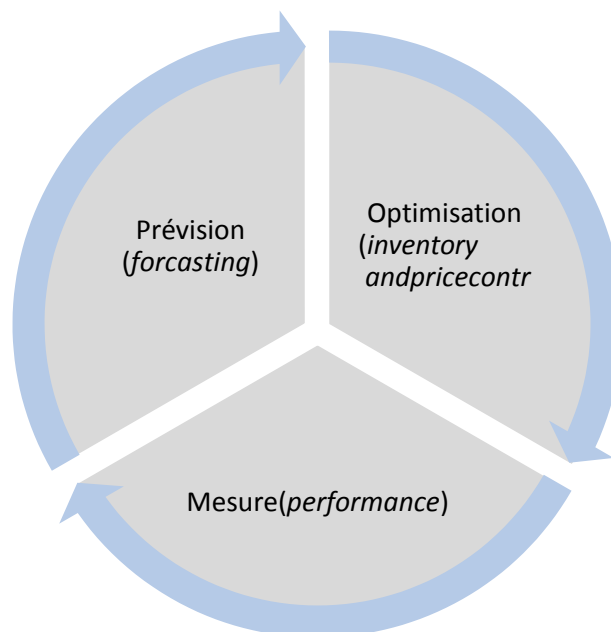 Prévision
(forcasting)
Optimisation
(inventory
andpricecontr
Mesure(performance)